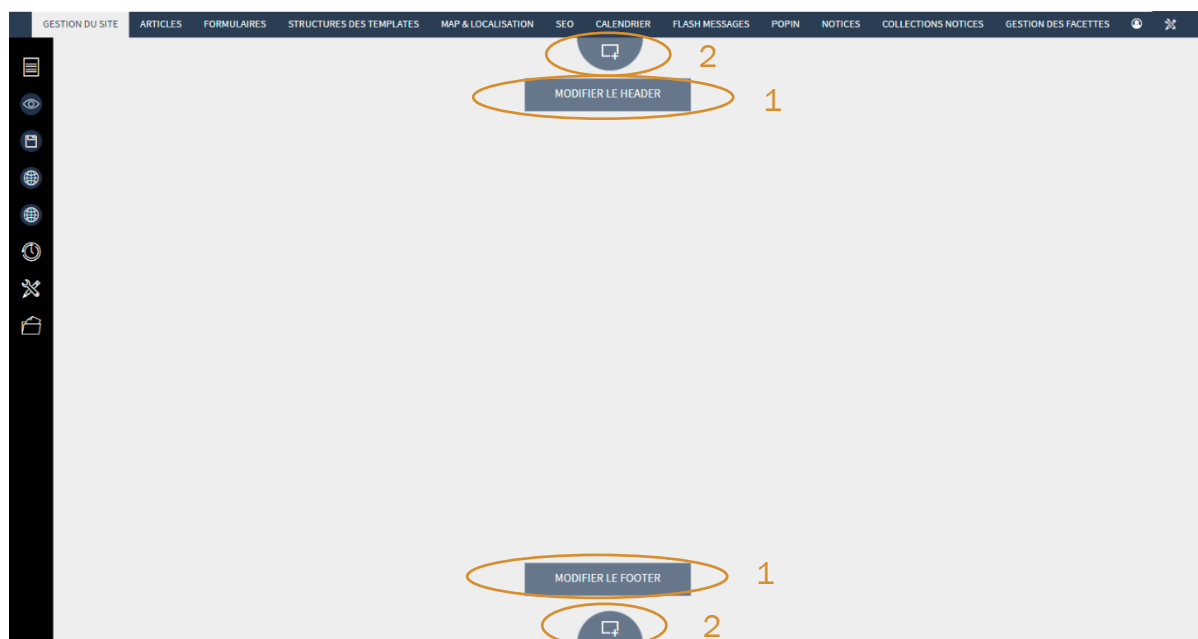 GESTION DU SITE ARTICLES FORMULAIRES STRUCTURES DES TEMPLATES MAP & LOCALISATION SEO CALENDRIER FLASH MESSAGES POPIN NOTICES COLLECTIONS NOTICES GESTION DES FACETTES
2
MODIFIER LE HEADER 1
MODIFIER LE FOOTER 1
2